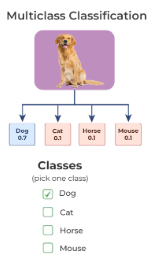 Multiclass Classification
Dog
0.7
Cat
0.1
Horse
0.1
Mouse
0.1
Classes
(pick one class)
Dog
Cat
Horse
Mouse